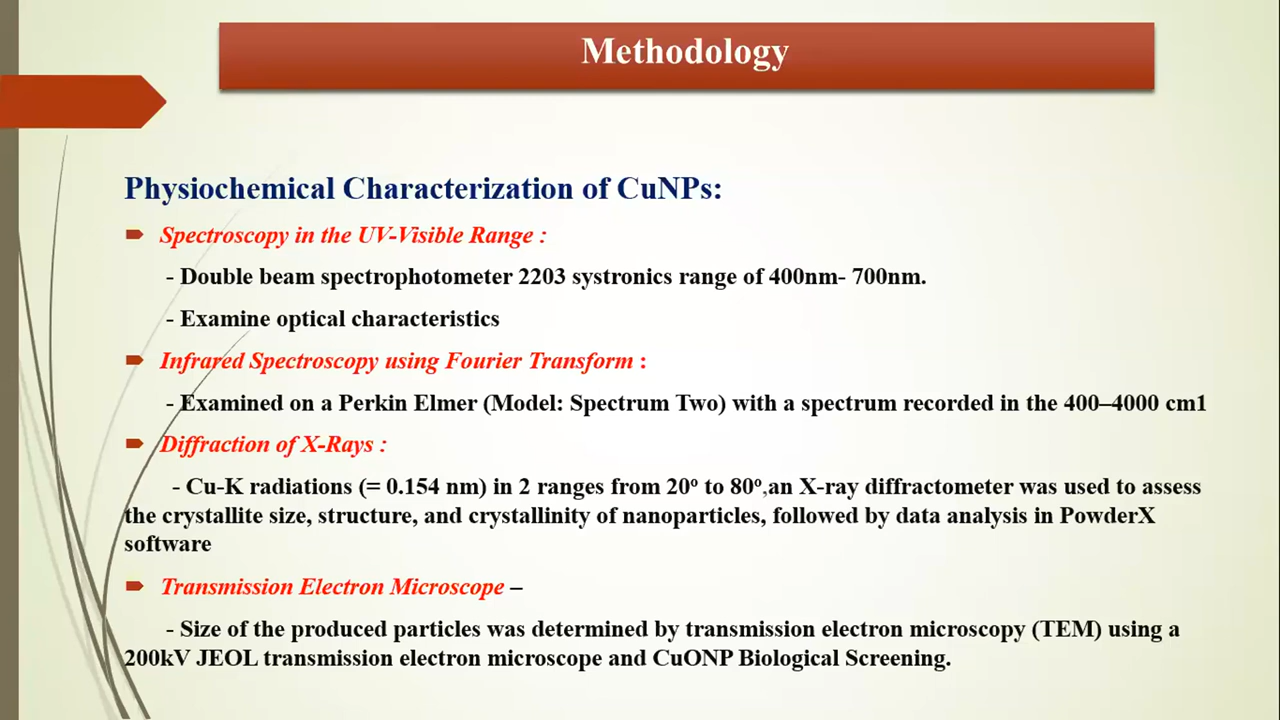 Methodology
Physiochemical Characterization of CuNPs:
Spectroscopy in the UV-Visible Range :
- Double beam spectrophotometer 2203 systronics range of 400nm- 700nm.
- Examine optical characteristics
Infrared Spectroscopy using Fourier Transform :
- Examined on a Perkin Elmer (Model: Spectrum Two) with a spectrum recorded in the 400–4000 cm1
Diffraction of X-Rays :
- Cu-K radiations (= 0.154 nm) in 2 ranges from 20º to 80º,an X-ray diffractometer was used to assess
the crystallite size, structure, and crystallinity of nanoparticles, followed by data analysis in PowderX
software
Transmission Electron Microscope –
- Size of the produced particles was determined by transmission electron microscopy (TEM) using a
200kV JEOL transmission electron microscope and CuONP Biological Screening.